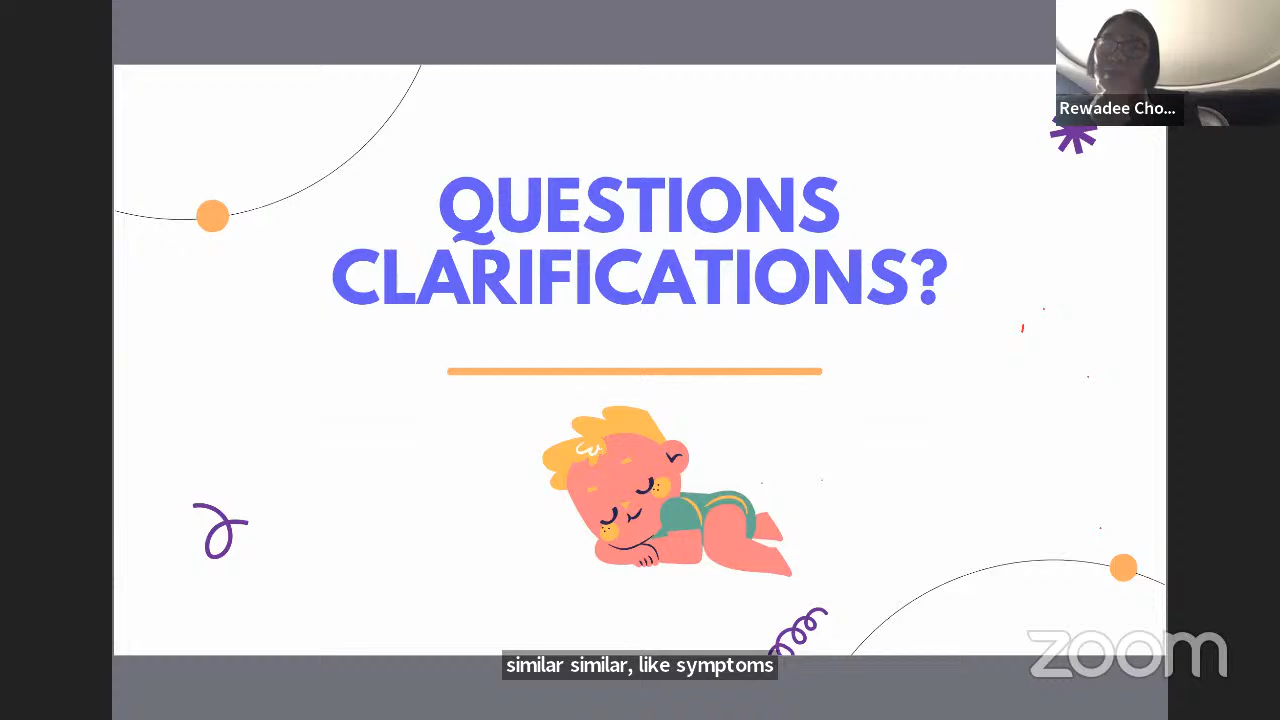 Rewadee Cho...
QUESTIONS
CLARIFICATIONS?
similar similar, like symptoms
zoom